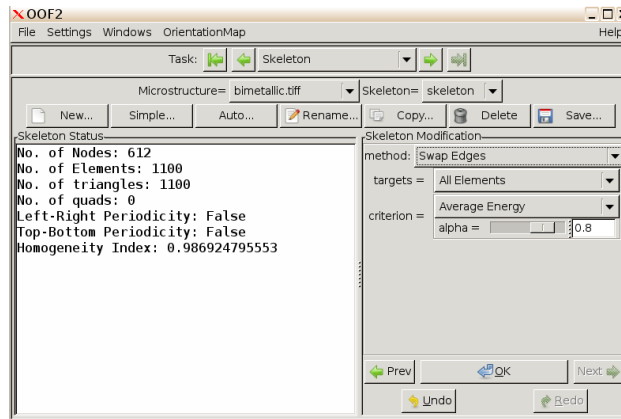 OOF2
File Settings Windows OrientationMap Help
Task: Skeleton
Microstructure= bimetallic.tiff Skeleton= skeleton
New... Simple... Auto... Rename... Copy... Delete Save...
Skeleton Status
No. of Nodes: 612
No. of Elements: 1100
No. of triangles: 1100
No. of quads: 0
Left-Right Periodicity: False
Top-Bottom Periodicity: False
Homogeneity Index: 0.986924795553
Skeleton Modification
method: Swap Edges
targets = All Elements
criterion = Average Energy
alpha = 0.8
Prev OK Next
Undo Redo